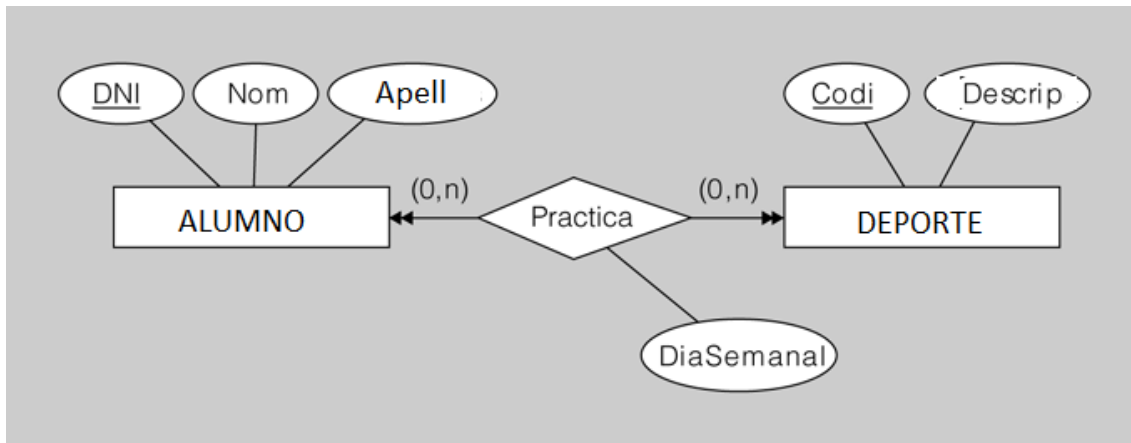 DNI Nom Apell Codi Descrip
(0,n) (0,n)
ALUMNO Practica DEPORTE
DiaSemanal